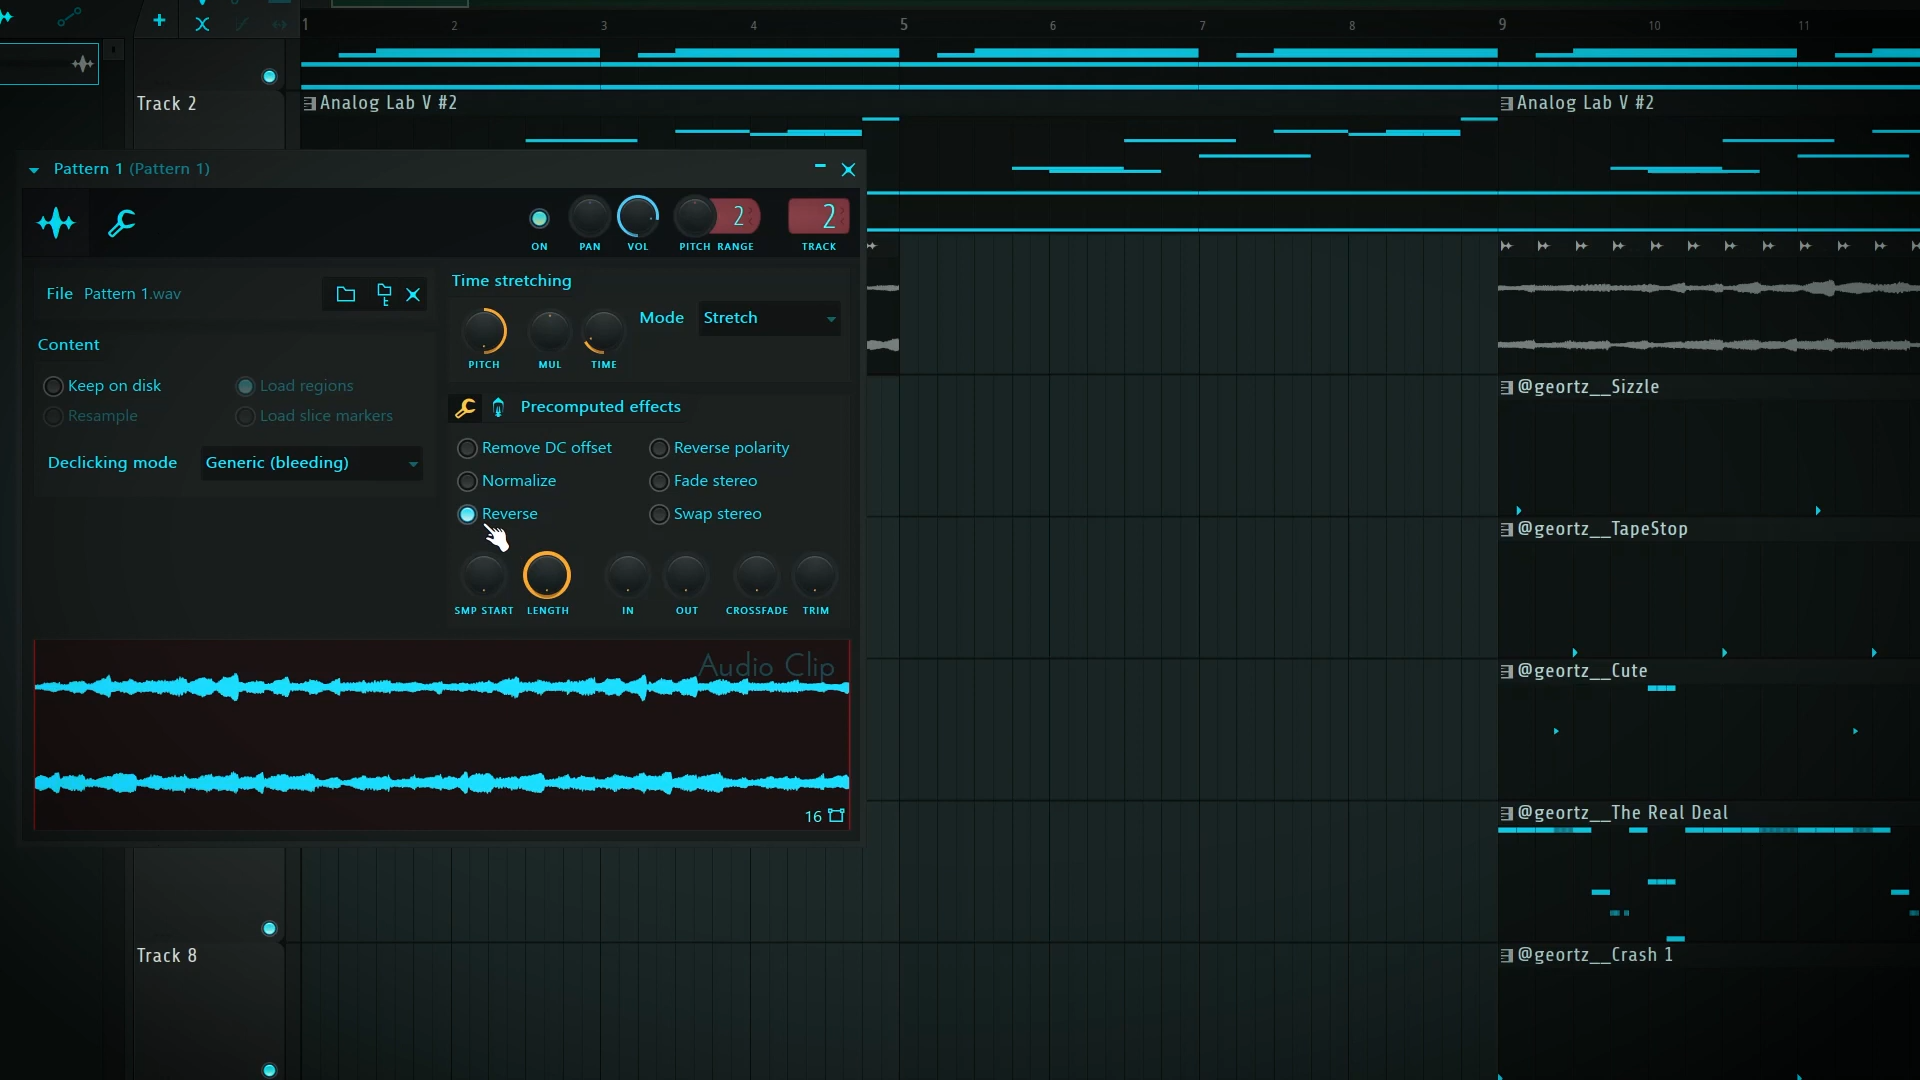 1 2 3 4 5 6 7 8 9 10 11
Track 2
Analog Lab V #2
Analog Lab V #2
Pattern 1 (Pattern 1)
2 2
ON PAN VOL PITCH RANGE TRACK
File Pattern 1.wav
Time stretching
Mode Stretch
PITCH MUL TIME
Content
Keep on disk Load regions
Resample Load slice markers
Declicking mode Generic (bleeding)
Precomputed effects
Remove DC offset Reverse polarity
Normalize Fade stereo
Reverse Swap stereo
SMP START LENGTH IN OUT CROSSFADE TRIM
Audio Clip
16
@geortz__Sizzle
@geortz__TapeStop
@geortz__Cute
@geortz__The Real Deal
Track 8
@geortz__Crash 1